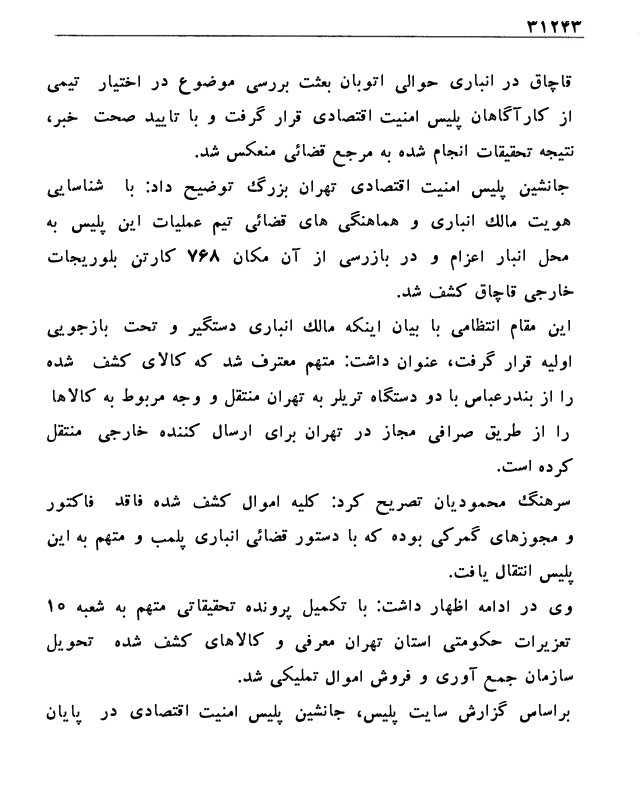 ۳۱۲۴۳
قاچاق در انباری حوالی اتوبان بعثت بررسی موضوع در اختیار تیمی
از کارآگاهان پلیس امنیت اقتصادی قرار گرفت و با تایید صحت خبر،
نتیجه تحقیقات انجام شده به مرجع قضائی منعکس شد.
جانشین پلیس امنیت اقتصادی تهران بزرگ توضیح داد: با شناسایی
هویت مالک انباری و هماهنگی های قضائی تیم عملیات این پلیس به
محل انبار اعزام و در بازرسی از آن مکان ۷۶۸ کارتن بلوریجات
خارجی قاچاق کشف شد.
این مقام انتظامی با بیان اینکه مالک انباری دستگیر و تحت بازجویی
اولیه قرار گرفت، عنوان داشت: متهم معترف شد که کالای کشف شده
را از بندرعباس با دو دستگاه تریلر به تهران منتقل و وجه مربوط به کالاها
را از طریق صرافی مجاز در تهران برای ارسال کننده خارجی منتقل
کرده است.
سرهنگ محمودیان تصریح کرد: کلیه اموال کشف شده فاقد فاکتور
و مجوزهای گمرکی بوده که با دستور قضائی انباری پلمب و متهم به این
پلیس انتقال یافت.
وی در ادامه اظهار داشت: با تکمیل پرونده تحقیقاتی متهم به شعبه ۱۰
تعزیرات حکومتی استان تهران معرفی و کالاهای کشف شده تحویل
سازمان جمع آوری و فروش اموال تملیکی شد.
براساس گزارش سایت پلیس، جانشین پلیس امنیت اقتصادی در پایان